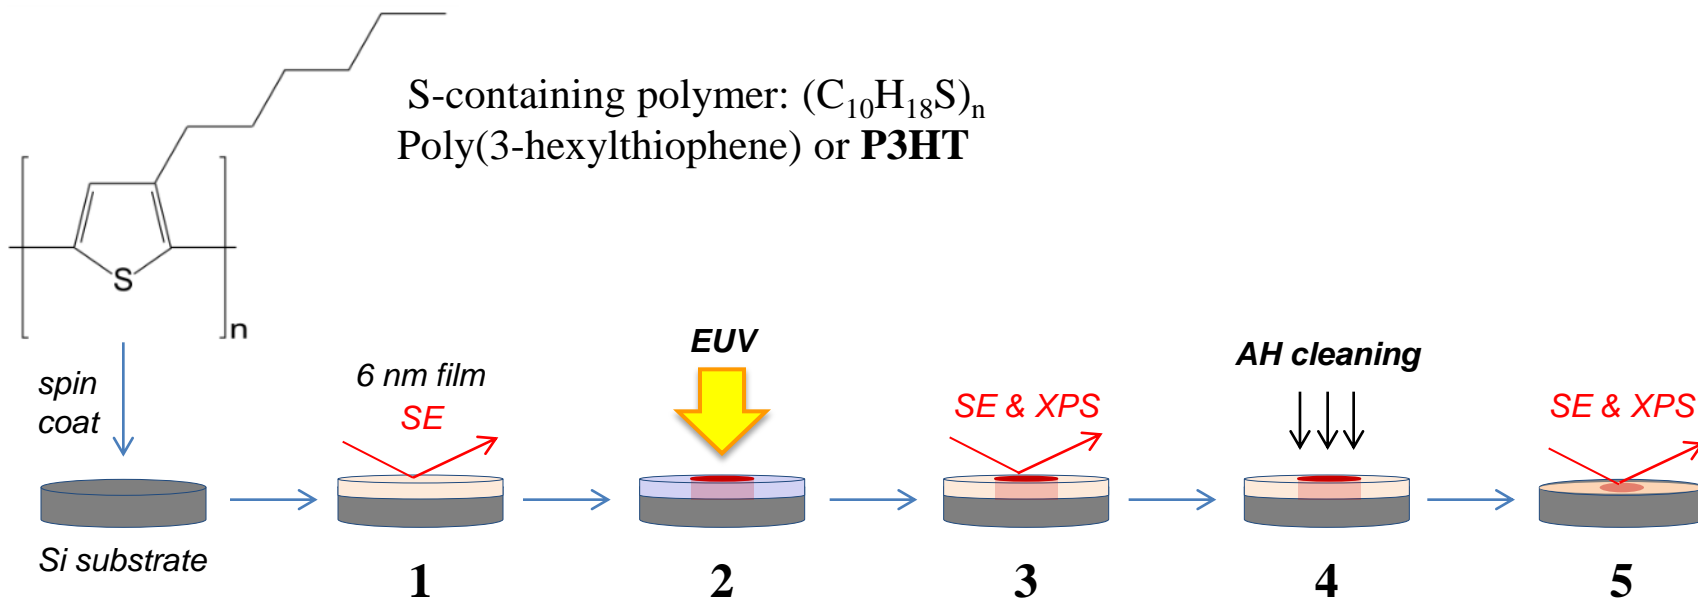 S-containing polymer: (C₁₀H₁₈S)ₙ
Poly(3-hexylthiophene) or P3HT
S
n
spin
coat
Si substrate
6 nm film
SE
EUV
SE & XPS
AH cleaning
SE & XPS
1
2
3
4
5